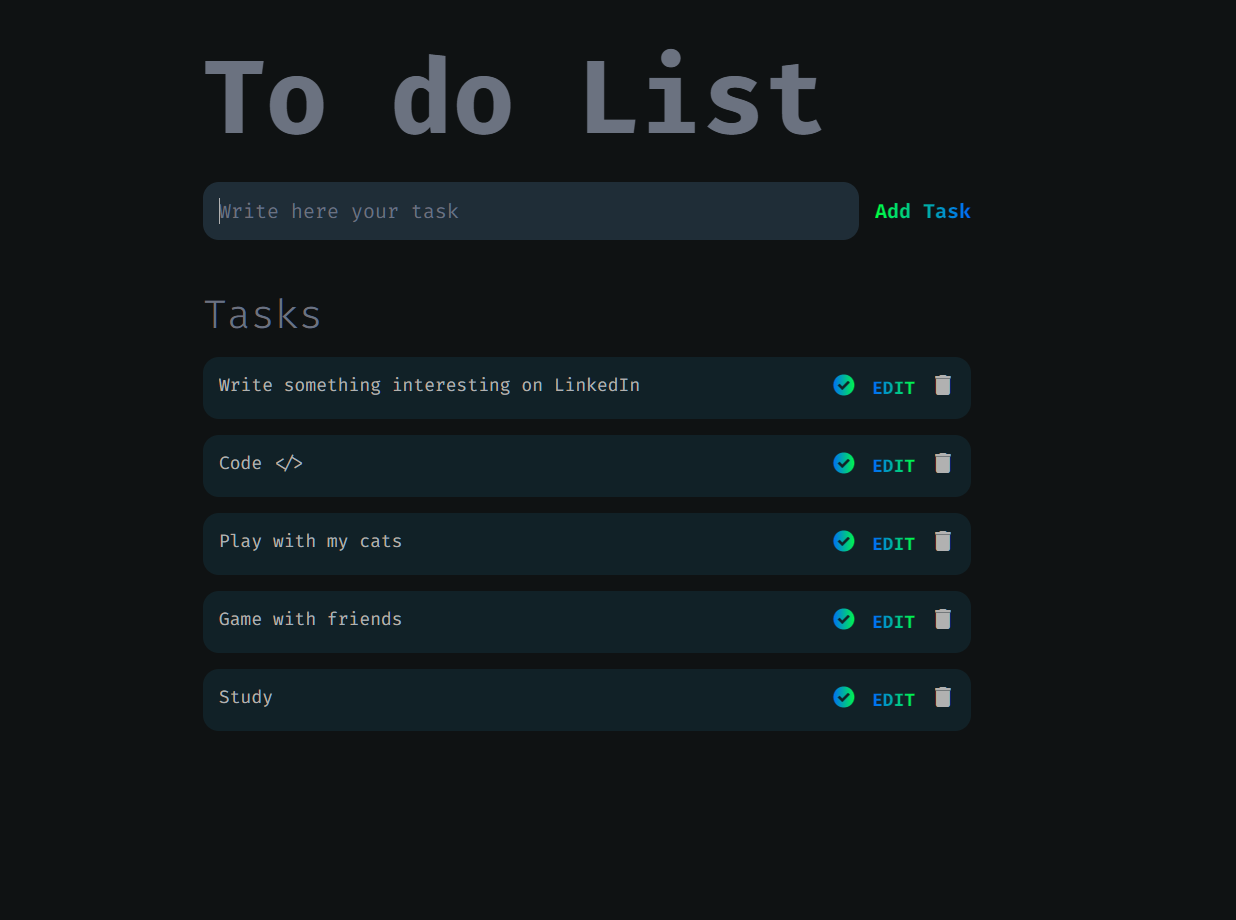 To do List
Write here your task
Add Task
Tasks
Write something interesting on LinkedIn
EDIT
Code </>
EDIT
Play with my cats
EDIT
Game with friends
EDIT
Study
EDIT